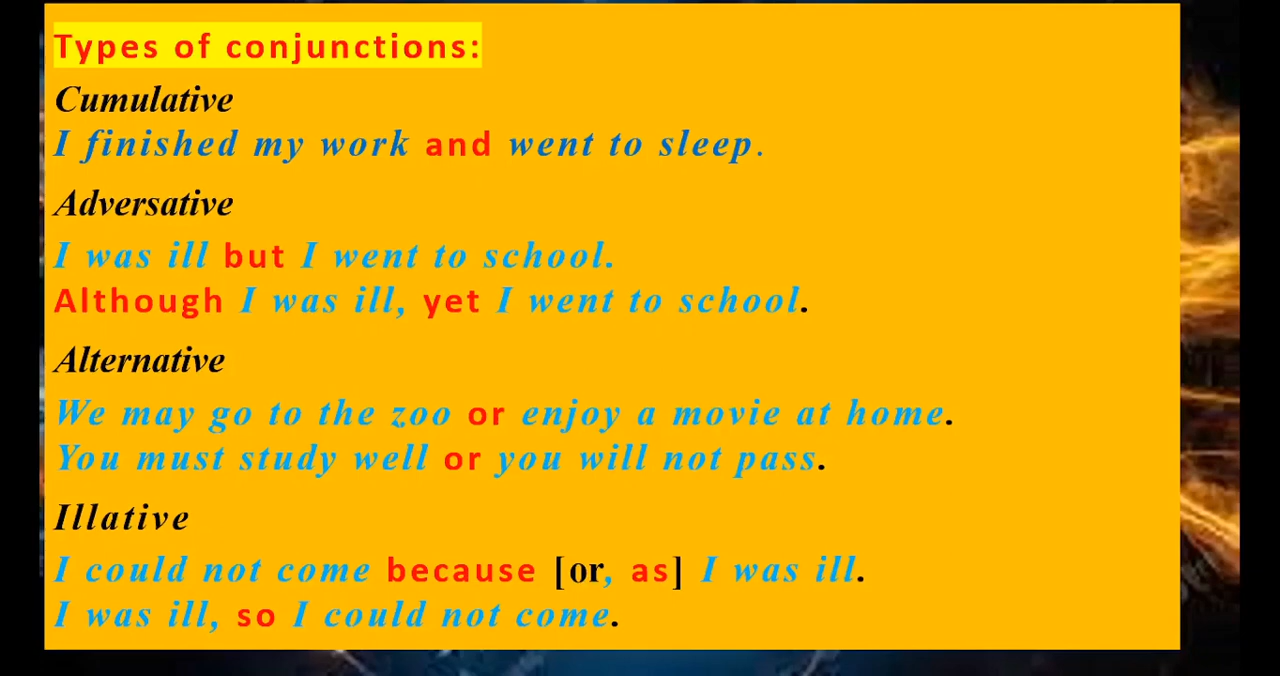 Types of conjunctions:
Cumulative
I finished my work and went to sleep.
Adversative
I was ill but I went to school.
Although I was ill, yet I went to school.
Alternative
We may go to the zoo or enjoy a movie at home.
You must study well or you will not pass.
Illative
I could not come because [or, as] I was ill.
I was ill, so I could not come.